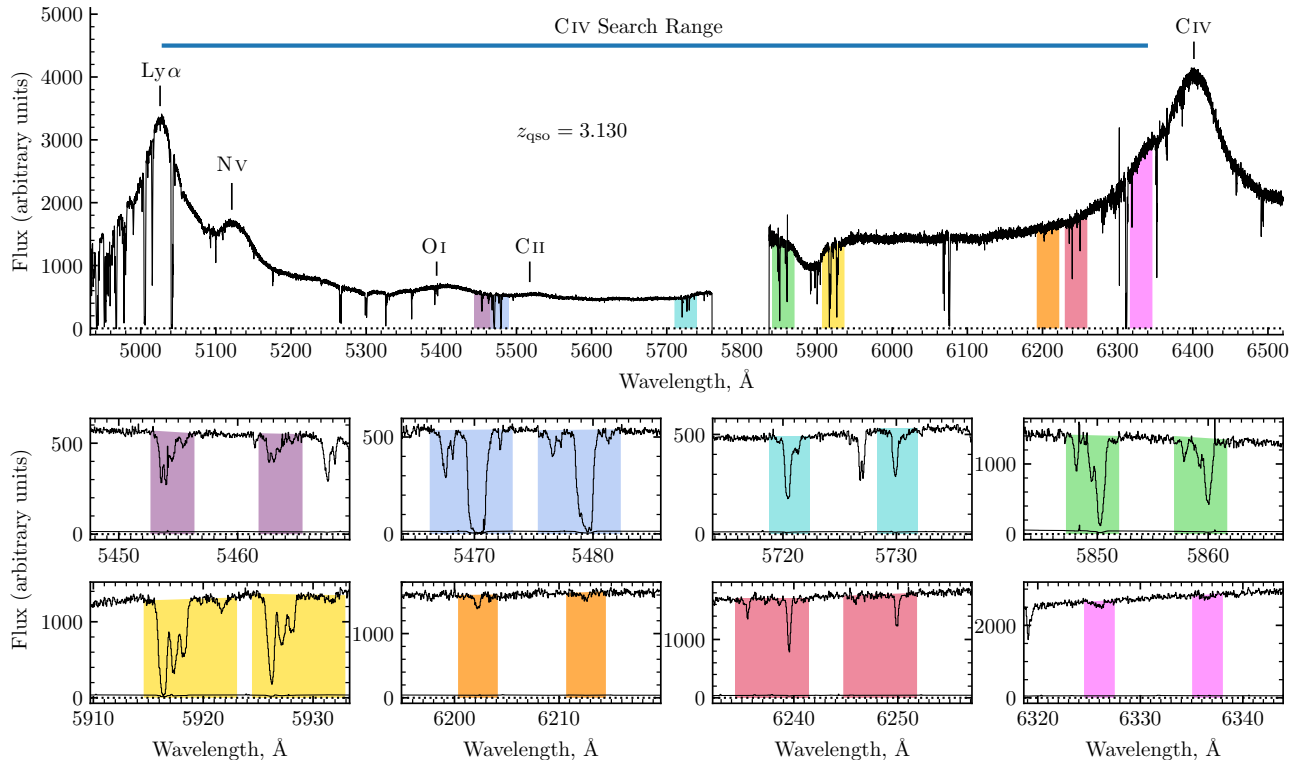 C IV Search Range
C IV
Ly α
N V
O I
C II
z_qso = 3.130
Flux (arbitrary units)
5000
4000
3000
2000
1000
0
5000 5100 5200 5300 5400 5500 5600 5700 5800 5900 6000 6100 6200 6300 6400 6500
Wavelength, Å
Flux (arbitrary units)
500
0
5450 5460
500
0
5470 5480
500
0
5720 5730
1000
0
5850 5860
1000
0
5910 5920 5930
1000
0
6200 6210
1000
0
6240 6250
2000
0
6320 6330 6340
Wavelength, Å
Wavelength, Å
Wavelength, Å
Wavelength, Å